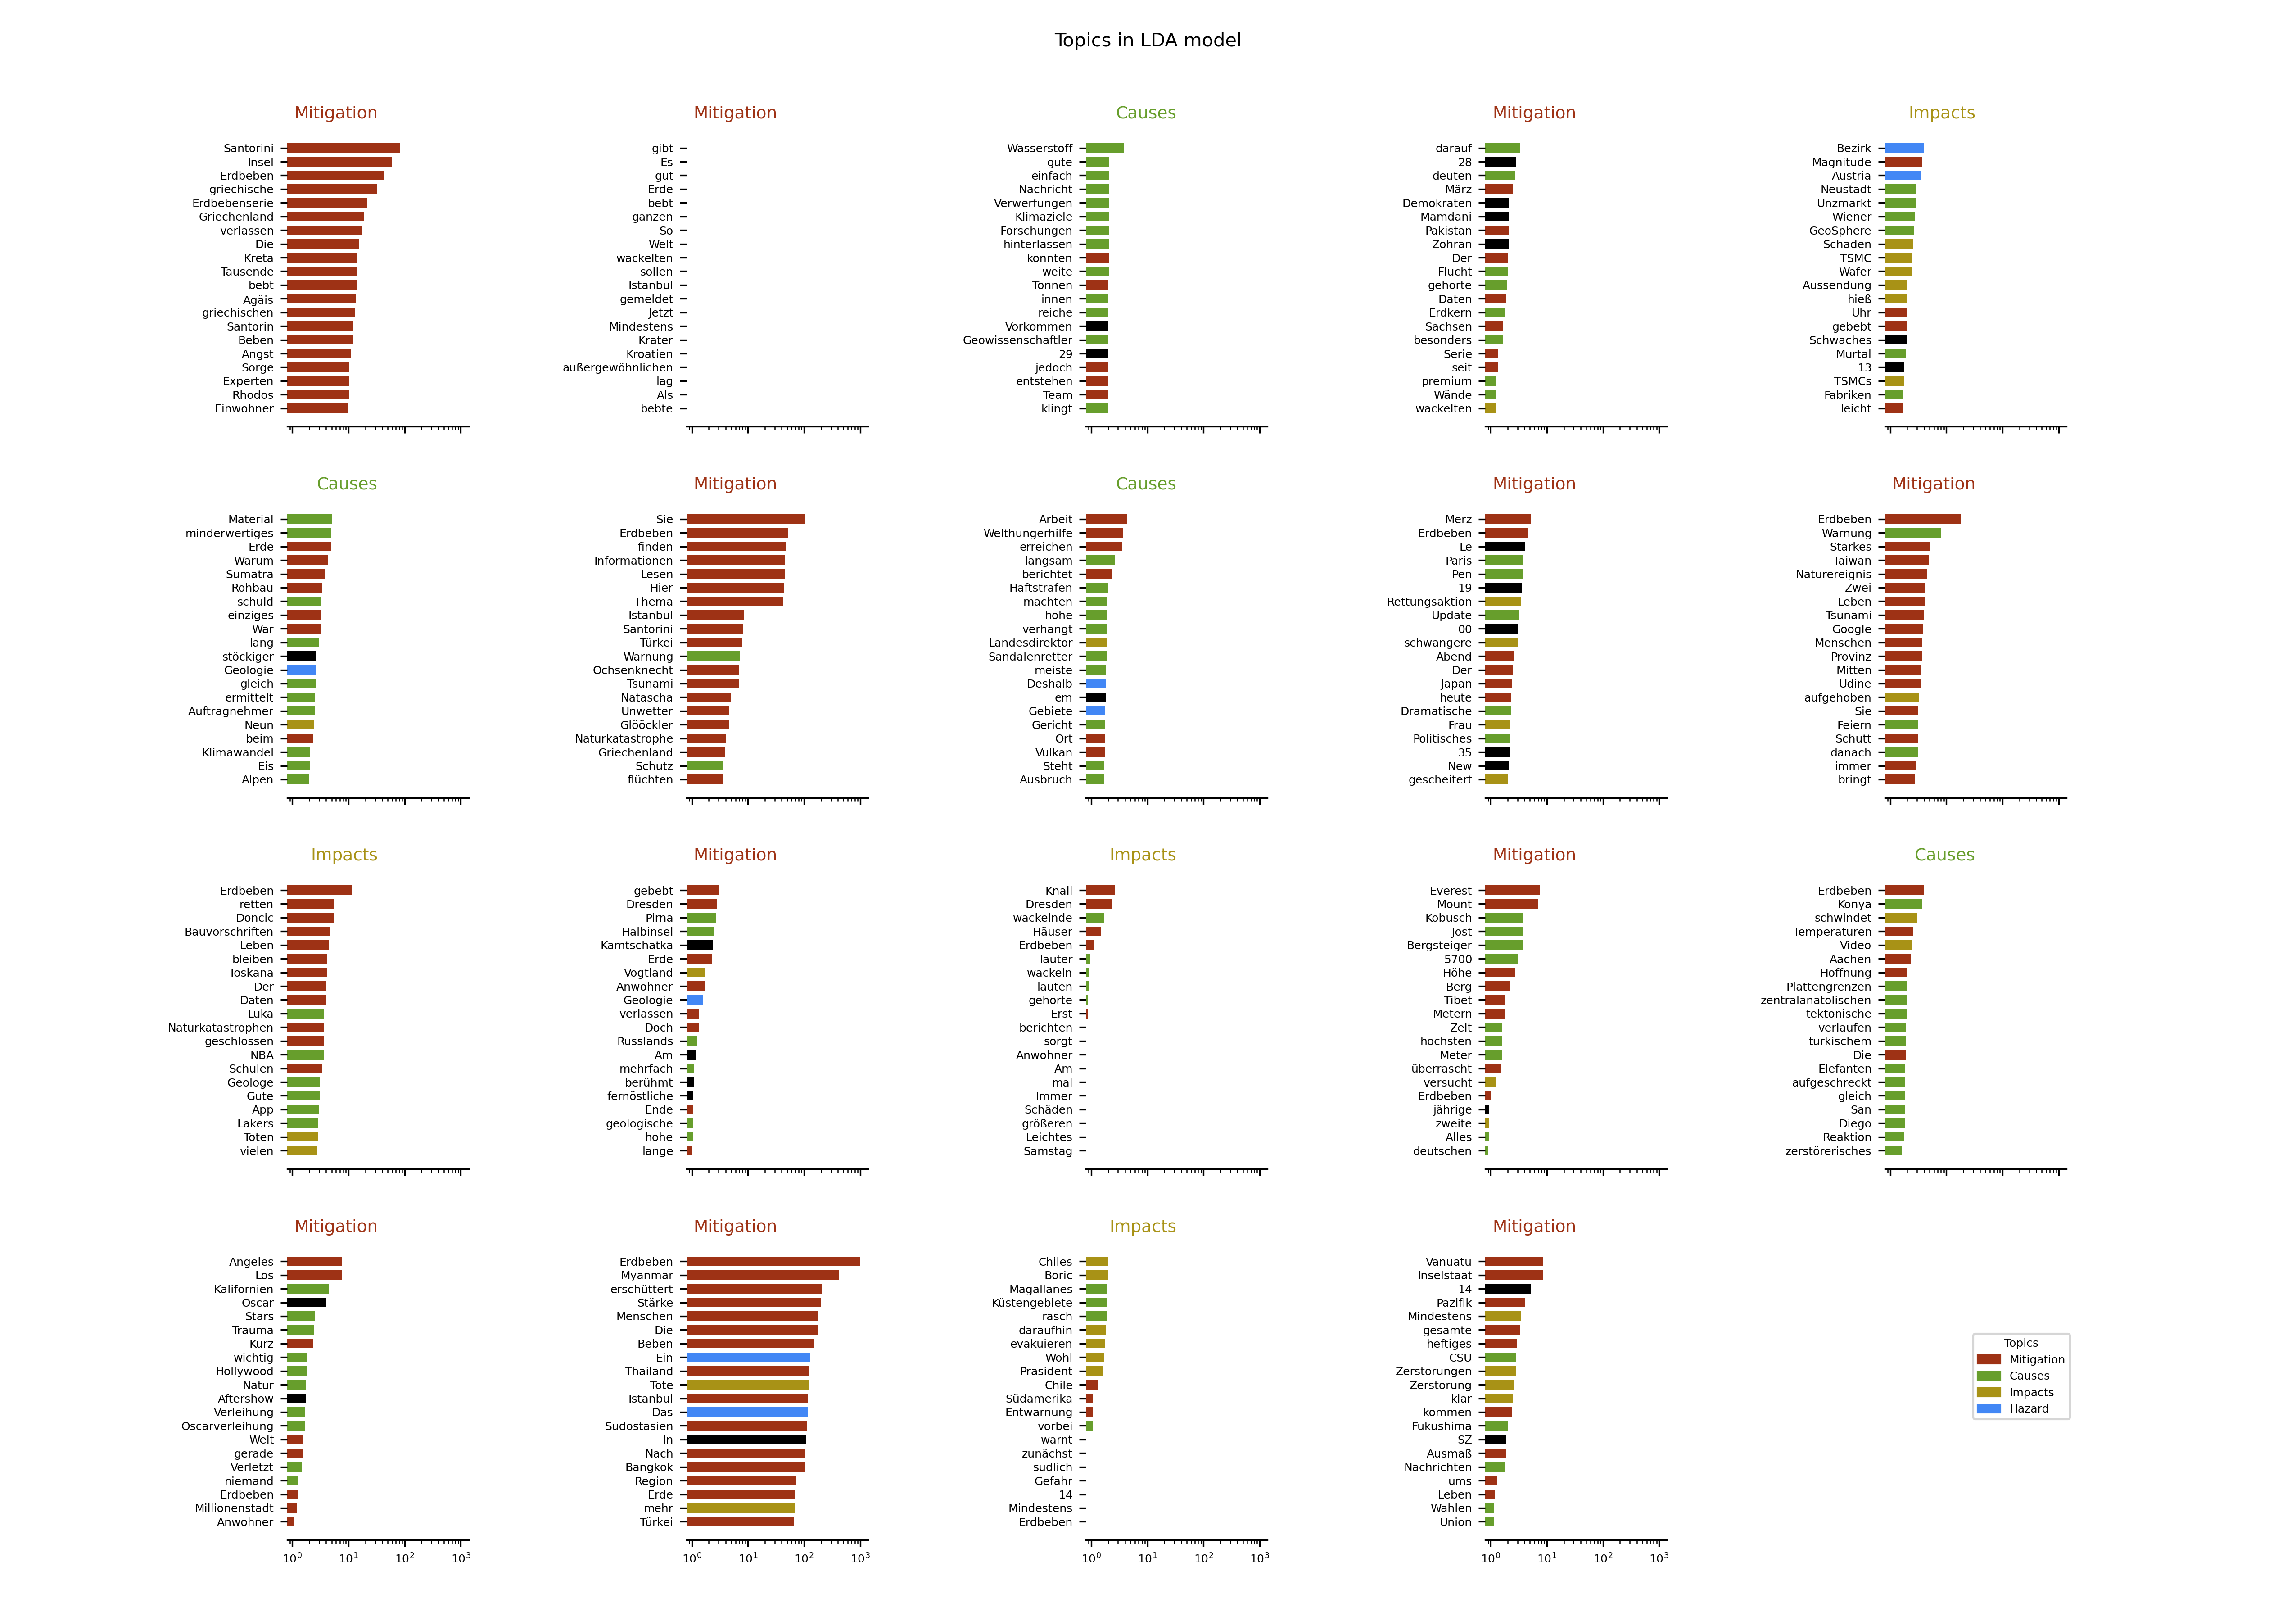 Topics in LDA model
Mitigation
Santorini
Insel
Erdbeben
griechische
Erdbebenserie
Griechenland
verlassen
Die
Kreta
Tausende
bebt
Ägäis
griechischen
Santorin
Beben
Angst
Sorge
Experten
Rhodos
Einwohner
Mitigation
gibt
Es
gut
Erde
bebt
ganzen
So
Welt
wackelten
sollen
Istanbul
gemeldet
Jetzt
Mindestens
Krater
Kroatien
außergewöhnlichen
lag
Als
bebte
Causes
Wasserstoff
gute
einfach
Nachricht
Verwerfungen
Klimaziele
Forschungen
hinterlassen
könnten
weite
Tonnen
innen
reiche
Vorkommen
Geowissenschaftler
29
jedoch
entstehen
Team
klingt
Mitigation
darauf
28
deuten
März
Demokraten
Mamdani
Pakistan
Zohran
Der
Flucht
gehörte
Daten
Erdkern
Sachsen
besonders
Serie
seit
premium
Wände
wackelten
Impacts
Bezirk
Magnitude
Austria
Neustadt
Unzmarkt
Wiener
GeoSphere
Schäden
TSMC
Wafer
Aussendung
hieß
Uhr
gebebt
Schwaches
Murtal
13
TSMCs
Fabriken
leicht
Causes
Material
minderwertiges
Erde
Warum
Sumatra
Rohbau
schuld
einziges
War
lang
stöckiger
Geologie
gleich
ermittelt
Auftragnehmer
Neun
beim
Klimawandel
Eis
Alpen
Mitigation
Sie
Erdbeben
finden
Informationen
Lesen
Hier
Thema
Istanbul
Santorini
Türkei
Warnung
Ochsenknecht
Tsunami
Natascha
Unwetter
Glööckler
Naturkatastrophe
Griechenland
Schutz
flüchten
Causes
Arbeit
Welthungerhilfe
erreichen
langsam
berichtet
Haftstrafen
machten
hohe
verhängt
Landesdirektor
Sandalenretter
meiste
Deshalb
em
Gebiete
Gericht
Ort
Vulkan
Steht
Ausbruch
Mitigation
Merz
Erdbeben
Le
Paris
Pen
19
Rettungsaktion
Update
00
schwangere
Abend
Der
Japan
heute
Dramatische
Frau
Politisches
35
New
gescheitert
Mitigation
Erdbeben
Warnung
Starkes
Taiwan
Naturereignis
Zwei
Leben
Tsunami
Google
Menschen
Provinz
Mitten
Udine
aufgehoben
Sie
Feiern
Schutt
danach
immer
bringt
Impacts
Erdbeben
retten
Doncic
Bauvorschriften
Leben
bleiben
Toskana
Der
Daten
Luka
Naturkatastrophen
geschlossen
NBA
Schulen
Geologe
Gute
App
Lakers
Toten
vielen
Mitigation
gebebt
Dresden
Pirna
Halbinsel
Kamtschatka
Erde
Vogtland
Anwohner
Geologie
verlassen
Doch
Russlands
Am
mehrfach
berühmt
fernöstliche
Ende
geologische
hohe
lange
Impacts
Knall
Dresden
wackelnde
Häuser
Erdbeben
lauter
wackeln
lauten
gehörte
Erst
berichten
sorgt
Anwohner
Am
mal
Immer
Schäden
größeren
Leichtes
Samstag
Mitigation
Everest
Mount
Kobusch
Jost
Bergsteiger
5700
Höhe
Berg
Tibet
Metern
Zelt
höchsten
Meter
überrascht
versucht
Erdbeben
jährige
zweite
Alles
deutschen
Causes
Erdbeben
Konya
schwindet
Temperaturen
Video
Aachen
Hoffnung
Plattengrenzen
zentralanatolischen
tektonische
verlaufen
türkischem
Die
Elefanten
aufgeschreckt
gleich
San
Diego
Reaktion
zerstörerisches
Mitigation
Angeles
Los
Kalifornien
Oscar
Stars
Trauma
Kurz
wichtig
Hollywood
Natur
Aftershow
Verleihung
Oscarverleihung
Welt
gerade
Verletzt
niemand
Erdbeben
Millionenstadt
Anwohner
10⁰ 10¹ 10² 10³
Mitigation
Erdbeben
Myanmar
erschüttert
Stärke
Menschen
Die
Beben
Ein
Thailand
Tote
Istanbul
Das
Südostasien
In
Nach
Bangkok
Region
Erde
mehr
Türkei
10⁰ 10¹ 10² 10³
Impacts
Chiles
Boric
Magallanes
Küstengebiete
rasch
daraufhin
evakuieren
Wohl
Präsident
Chile
Südamerika
Entwarnung
vorbei
warnt
zunächst
südlich
Gefahr
14
Mindestens
Erdbeben
10⁰ 10¹ 10² 10³
Mitigation
Vanuatu
Inselstaat
14
Pazifik
Mindestens
gesamte
heftiges
CSU
Zerstörungen
Zerstörung
klar
kommen
Fukushima
SZ
Ausmaß
Nachrichten
ums
Leben
Wahlen
Union
10⁰ 10¹ 10² 10³
Topics
Mitigation
Causes
Impacts
Hazard